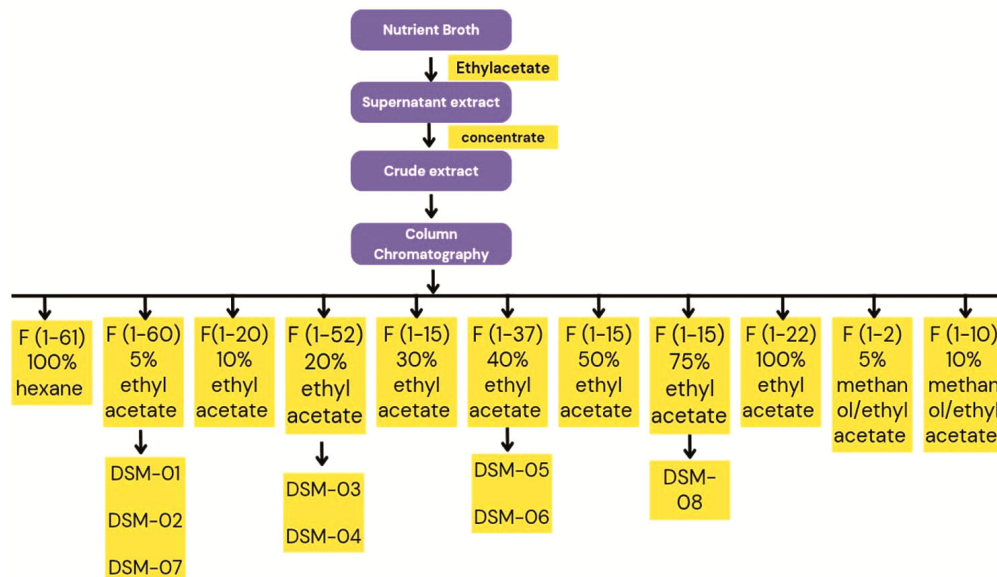 Nutrient Broth
Ethylacetate
Supernatant extract
concentrate
Crude extract
Column
Chromatography
F (1-61)
100%
hexane
F (1-60)
5%
ethyl
acetate
F(1-20)
10% ethyl
acetate
F (1-52)
20%
ethyl
acetate
F (1-15)
30%
ethyl
acetate
F (1-37)
40%
ethyl
acetate
F (1-15)
50%
ethyl
acetate
F (1-15)
75%
ethyl
acetate
F (1-22)
100%
ethyl
acetate
F (1-2)
5%
methan
ol/ethyl
acetate
F (1-10)
10%
methan
ol/ethyl
acetate
DSM-01
DSM-02
DSM-07
DSM-03
DSM-04
DSM-05
DSM-06
DSM-
08